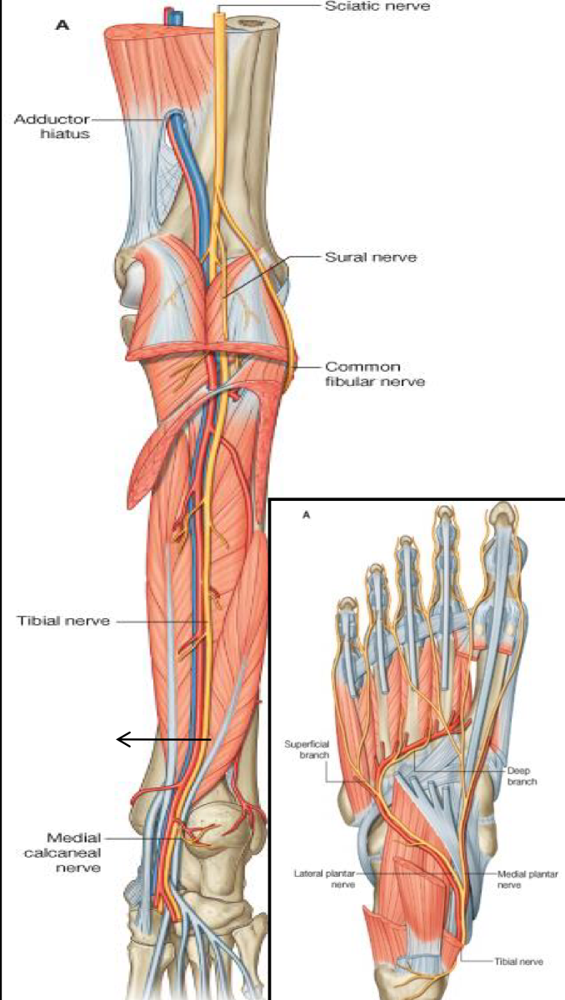 A
Sciatic nerve
Adductor
hiatus
Sural nerve
Common
fibular nerve
Tibial nerve
Medial
calcaneal
nerve
A
Superficial
branch
Deep
branch
Lateral plantar
nerve
Medial plantar
nerve
Tibial nerve